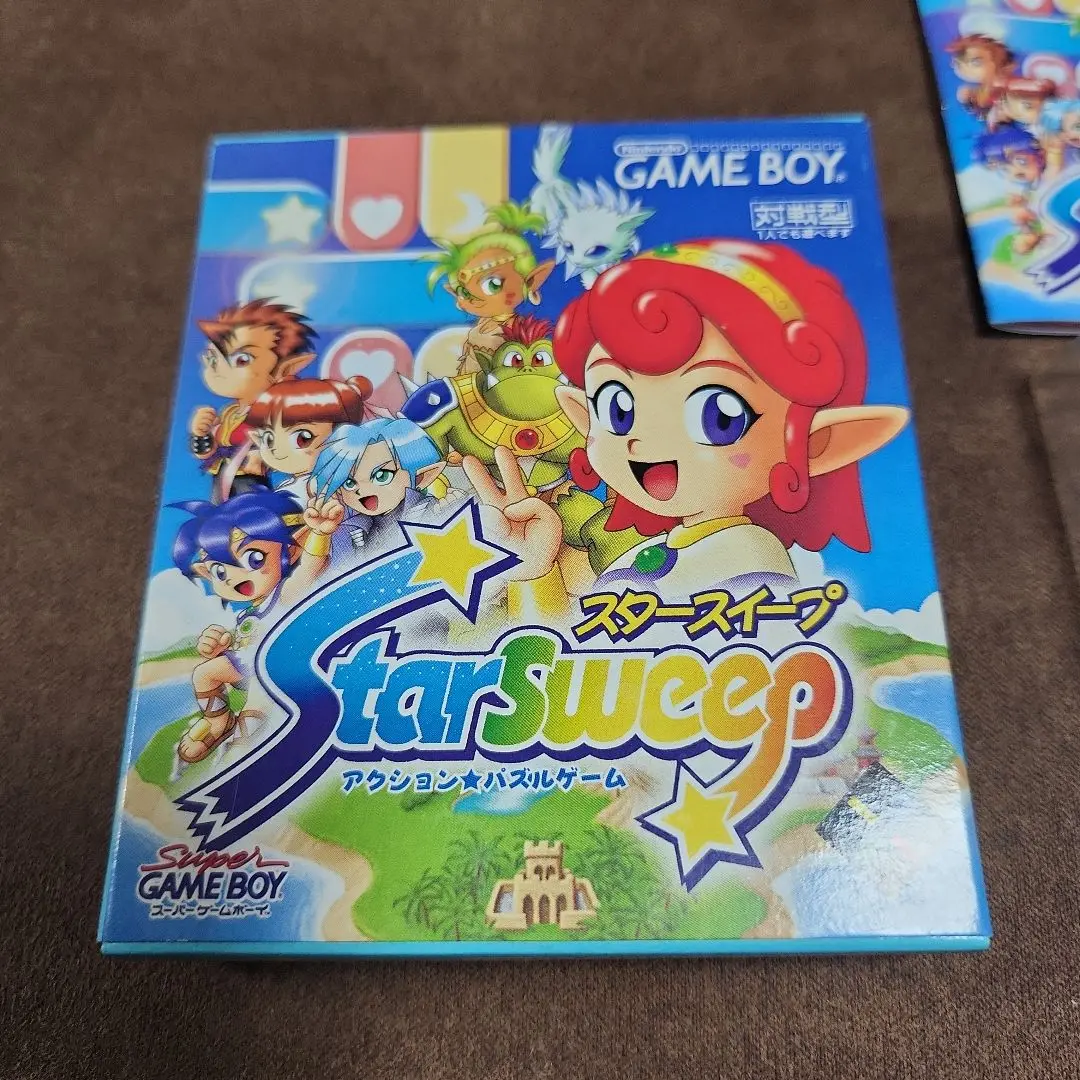 Nintendo
GAME BOY
対戦型
1人でも遊べます
スタースイープ
Starsweep
アクション★パズルゲーム
Super
GAME BOY
スーパーゲームボーイ